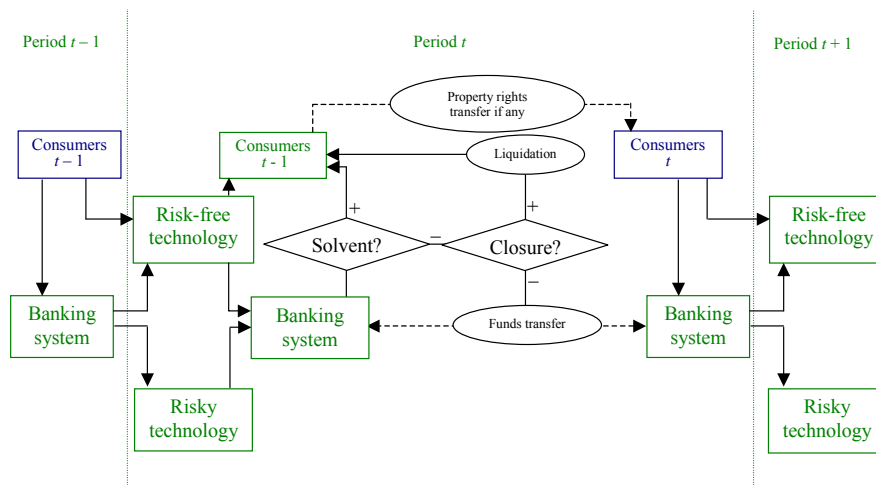 Period t – 1
Period t
Period t + 1
Property rights
transfer if any
Consumers
t – 1
Consumers
t - 1
Liquidation
Consumers
t
+
+
Risk-free
technology
Solvent?
–
Closure?
Risk-free
technology
–
Banking
system
Banking
system
Funds transfer
Banking
system
Risky
technology
Risky
technology